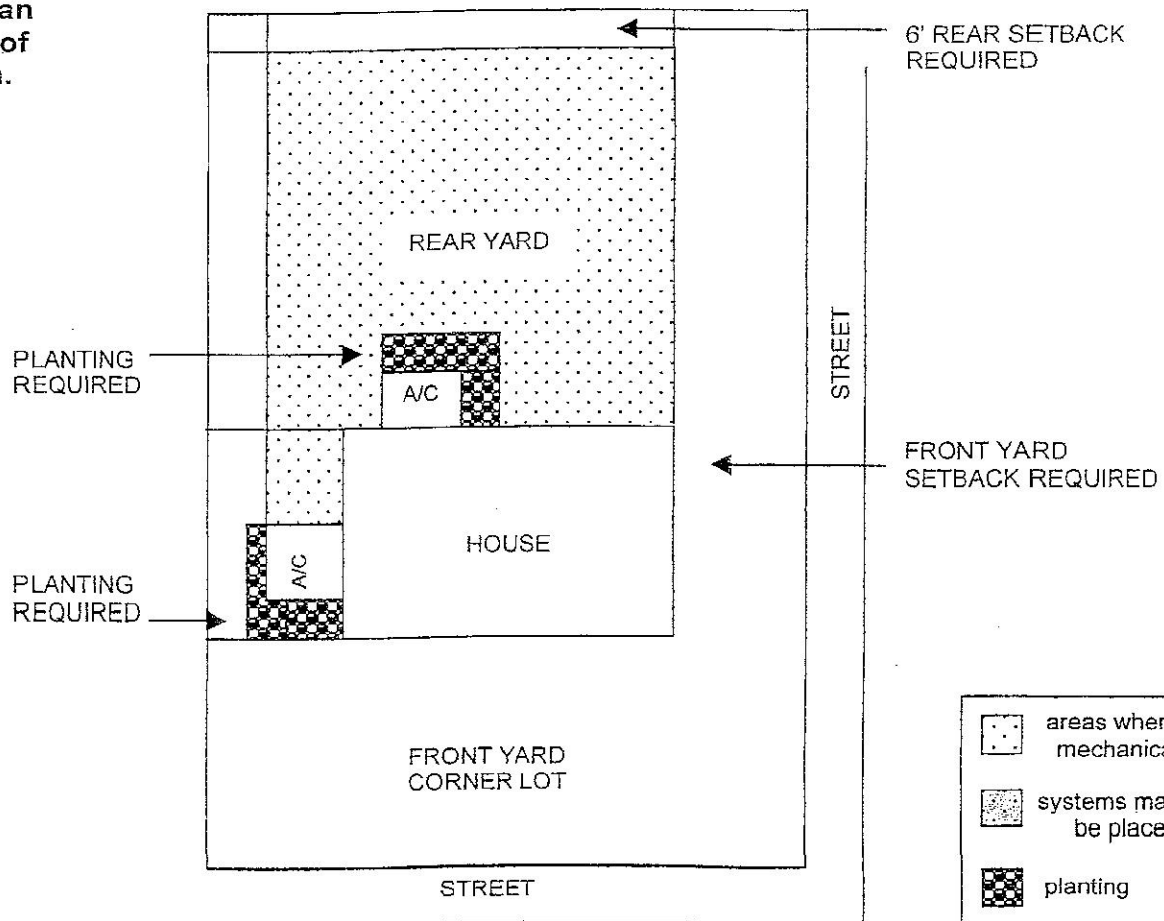 an
of
6' REAR SETBACK
REQUIRED
REAR YARD
STREET
PLANTING
REQUIRED
A/C
FRONT YARD
SETBACK REQUIRED
HOUSE
A/C
PLANTING
REQUIRED
FRONT YARD
CORNER LOT
STREET
areas wher
mechanica
systems ma
be place
planting